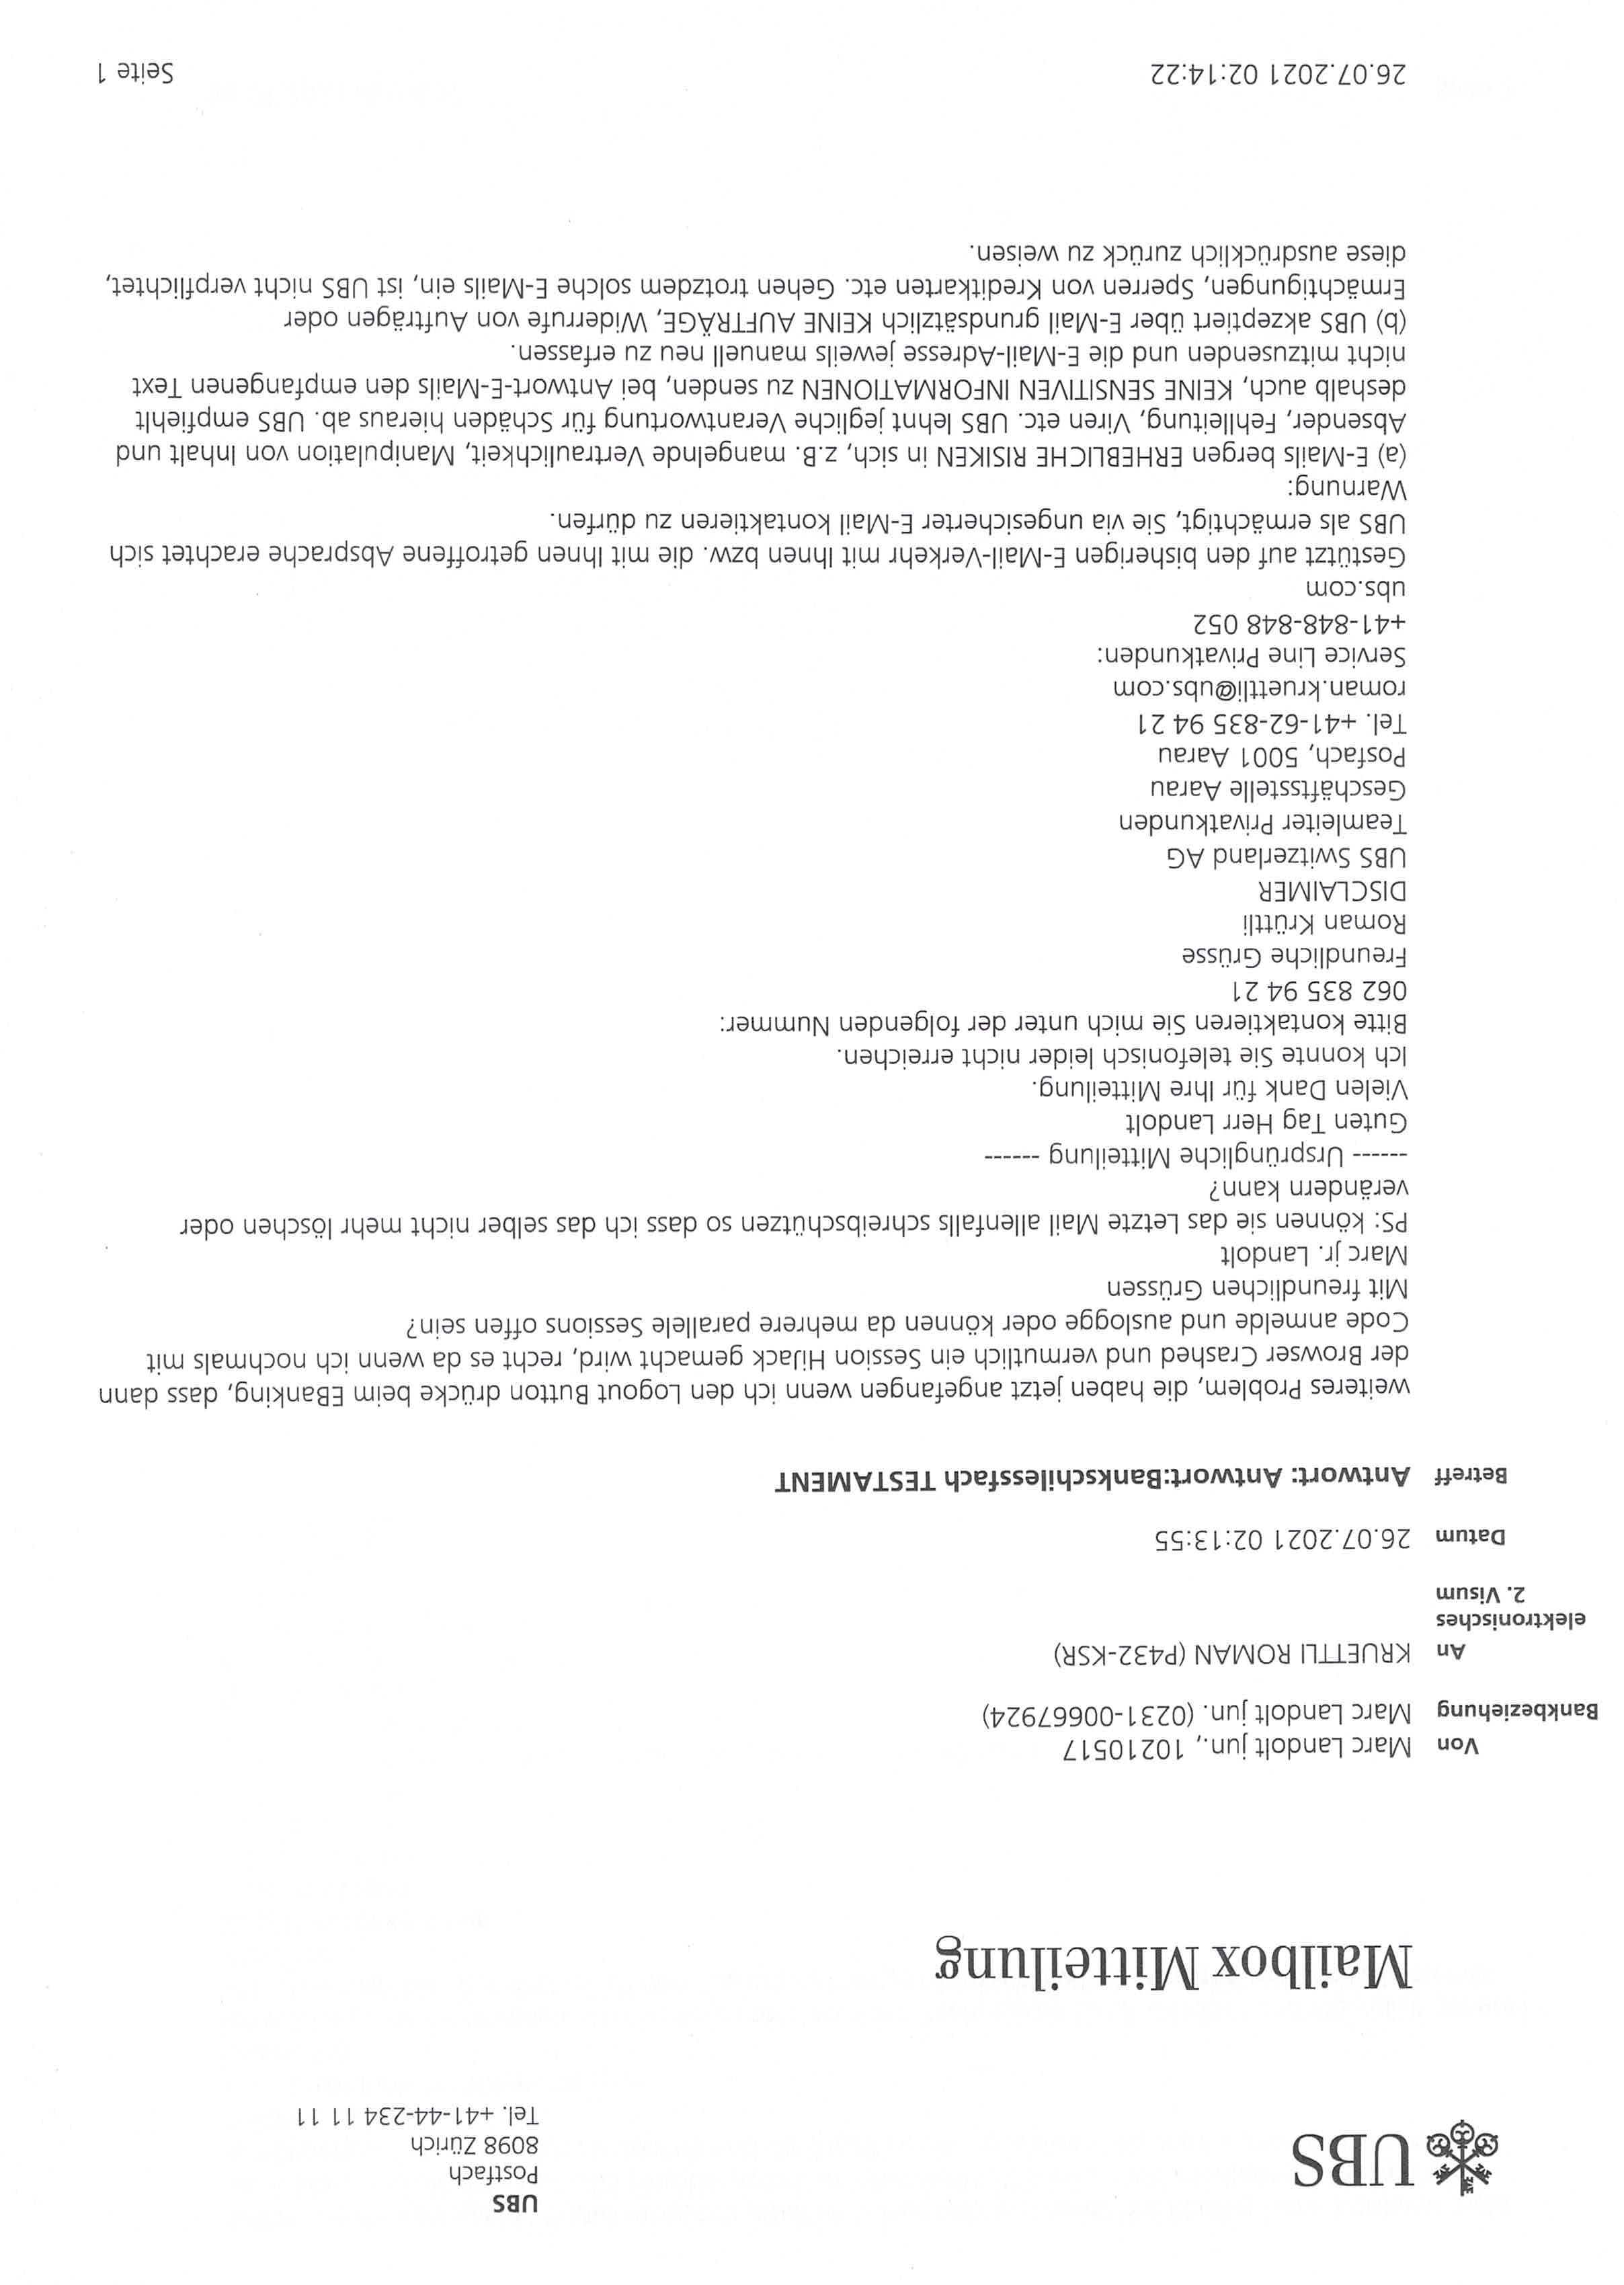 UBS
UBS
Postfach
8098 Zürich
Tel. +41-44-234 11 11
Mailbox Mitteilung
Von Marc Landolt jun., 10210517
Bankbeziehung Marc Landolt jun. (0231-00667924)
An KRUETTLI ROMAN (P432-KSR)
elektronisches
2. Visum
Datum 26.07.2021 02:13:55
Betreff Antwort: Antwort:Bankschilessfach TESTAMENT
weiteres Problem, die haben jetzt angefangen wenn ich den Logout Button drücke beim EBanking, dass dann
der Browser Crashed und vermutlich ein Session HiJack gemacht wird, recht es da wenn ich nochmals mit
Code anmelde und auslogge oder können da mehrere parallele Sessions offen sein?
Mit freundlichen Grüssen
Marc jr. Landolt
PS: können sie das Letzte Mail allenfalls schreibschützen so dass ich das selber nicht mehr löschen oder
verändern kann?
------ Ursprüngliche Mitteilung ------
Guten Tag Herr Landolt
Vielen Dank für Ihre Mitteilung.
Ich konnte Sie telefonisch leider nicht erreichen.
Bitte kontaktieren Sie mich unter der folgenden Nummer:
062 835 94 21
Freundliche Grüsse
Roman Krüttli
DISCLAIMER
UBS Switzerland AG
Teamleiter Privatkunden
Geschäftsstelle Aarau
Posfach, 5001 Aarau
Tel. +41-62-835 94 21
roman.kruettli@ubs.com
Service Line Privatkunden:
+41-848-848 052
ubs.com
Gestützt auf den bisherigen E-Mail-Verkehr mit Ihnen bzw. die mit Ihnen getroffene Absprache erachtet sich
UBS als ermächtigt, Sie via ungesicherter E-Mail kontaktieren zu dürfen.
Warnung:
(a) E-Mails bergen ERHEBLICHE RISIKEN in sich, z.B. mangelnde Vertraulichkeit, Manipulation von Inhalt und
Absender, Fehlleitung, Viren etc. UBS lehnt jegliche Verantwortung für Schäden hieraus ab. UBS empfiehlt
deshalb auch, KEINE SENSITIVEN INFORMATIONEN zu senden, bei Antwort-E-Mails den empfangenen Text
nicht mitzusenden und die E-Mail-Adresse jeweils manuell neu zu erfassen.
(b) UBS akzeptiert über E-Mail grundsätzlich KEINE AUFTRÄGE, Widerrufe von Aufträgen oder
Ermächtigungen, Sperren von Kreditkarten etc. Gehen trotzdem solche E-Mails ein, ist UBS nicht verpflichtet,
diese ausdrücklich zurück zu weisen.
26.07.2021 02:14:22 Seite 1